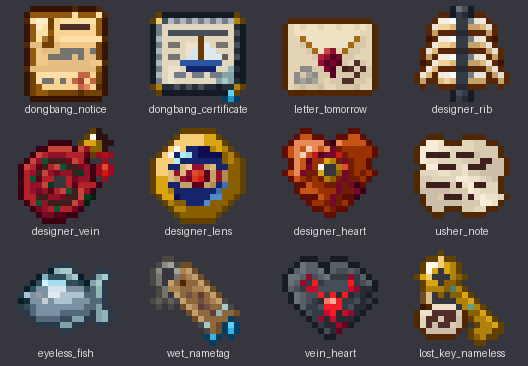 dongbang_notice
dongbang_certificate
letter_tomorrow
designer_rib
designer_vein
designer_lens
designer_heart
usher_note
eyeless_fish
wet_nametag
vein_heart
lost_key_nameless